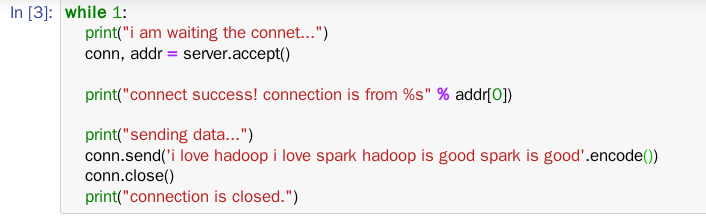 In [3]: while 1:
print("i am waiting the connet...")
conn, addr = server.accept()
print("connect success! connection is from %s" % addr[0])
print("sending data...")
conn.send('i love hadoop i love spark hadoop is good spark is good'.encode())
conn.close()
print("connection is closed.")